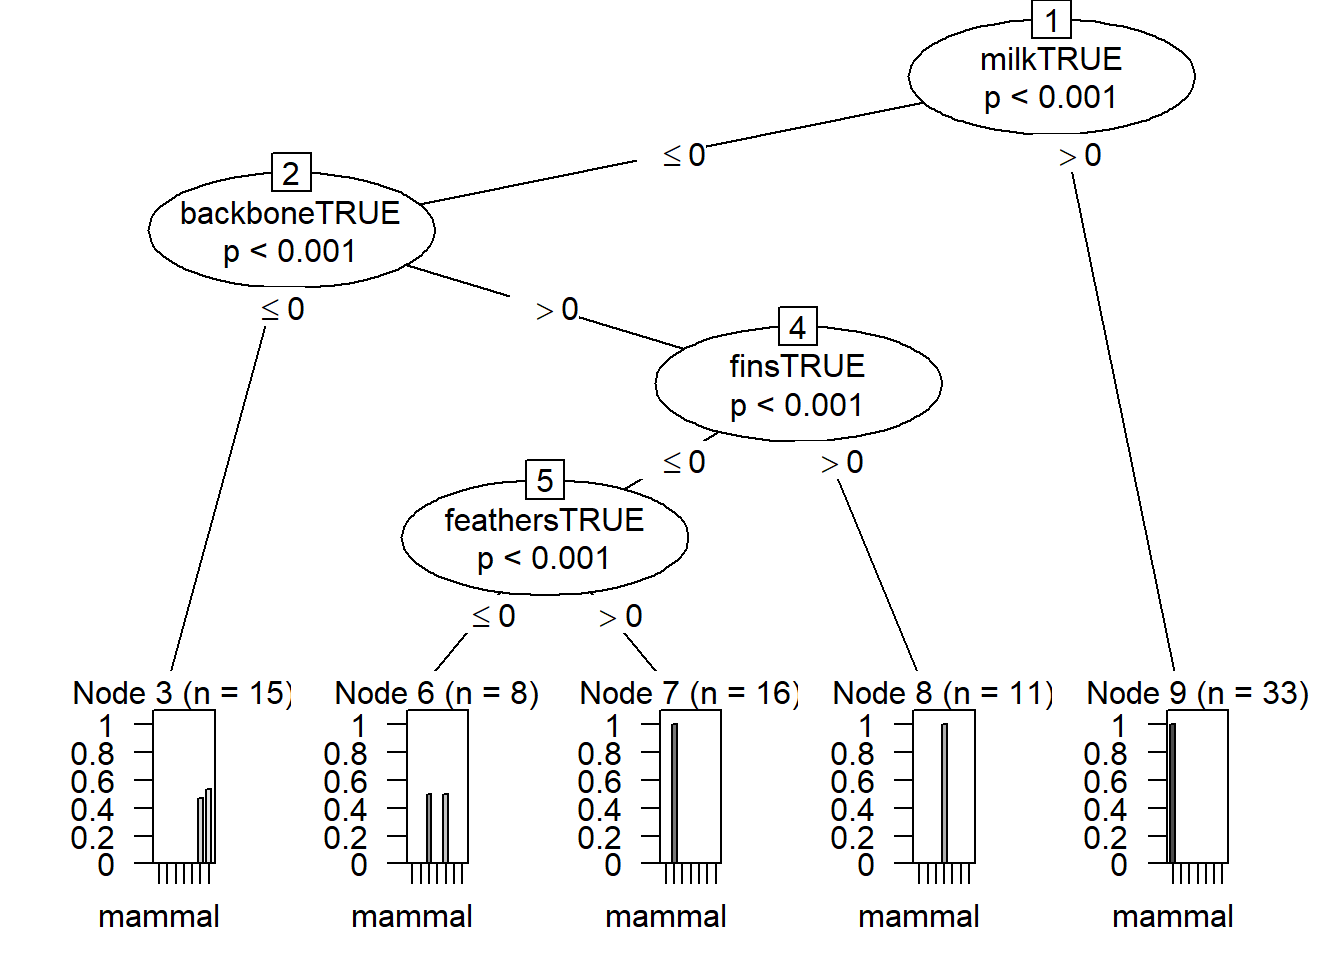 1
milkTRUE
p < 0.001
≤ 0
> 0
2
backboneTRUE
p < 0.001
≤ 0
> 0
4
finsTRUE
p < 0.001
≤ 0
> 0
5
feathersTRUE
p < 0.001
≤ 0
> 0
Node 3 (n = 15)
1
0.8
0.6
0.4
0.2
0
mammal
Node 6 (n = 8)
1
0.8
0.6
0.4
0.2
0
mammal
Node 7 (n = 16)
1
0.8
0.6
0.4
0.2
0
mammal
Node 8 (n = 11)
1
0.8
0.6
0.4
0.2
0
mammal
Node 9 (n = 33)
1
0.8
0.6
0.4
0.2
0
mammal